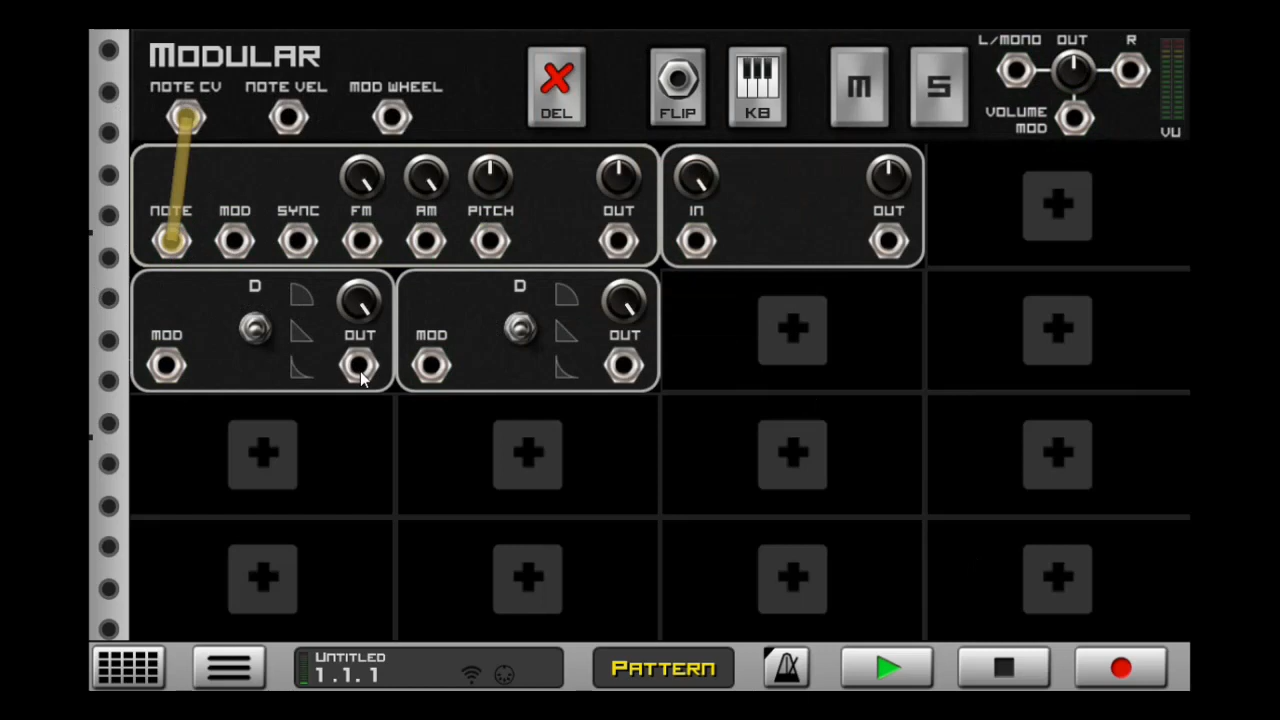 MODULAR
NOTE CV NOTE VEL MOD WHEEL
DEL FLIP KB M S
L/MONO OUT R
VOLUME MOD
VU
NOTE MOD SYNC FM AM PITCH OUT
IN OUT
MOD D OUT
MOD D OUT
UNTITLED
1.1.1
PATTERN